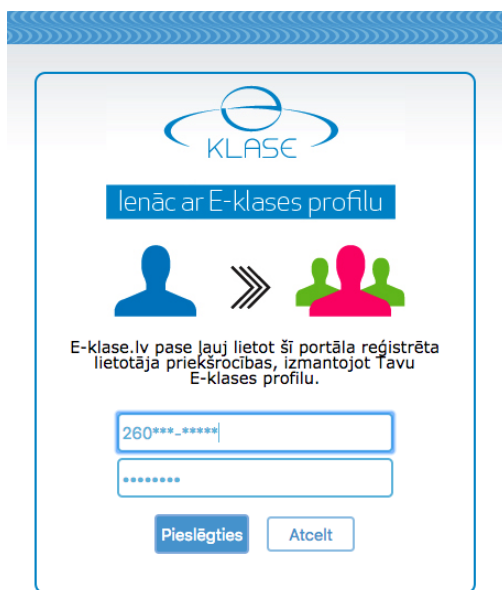 KLASE
Ienāc ar E-klases profilu
E-klase.lv pase ļauj lietot šī portāla reģistrēta
lietotāja priekšrocības, izmantojot Tavu
E-klases profilu.
260***-*****
••••••••
Pieslēgties Atcelt